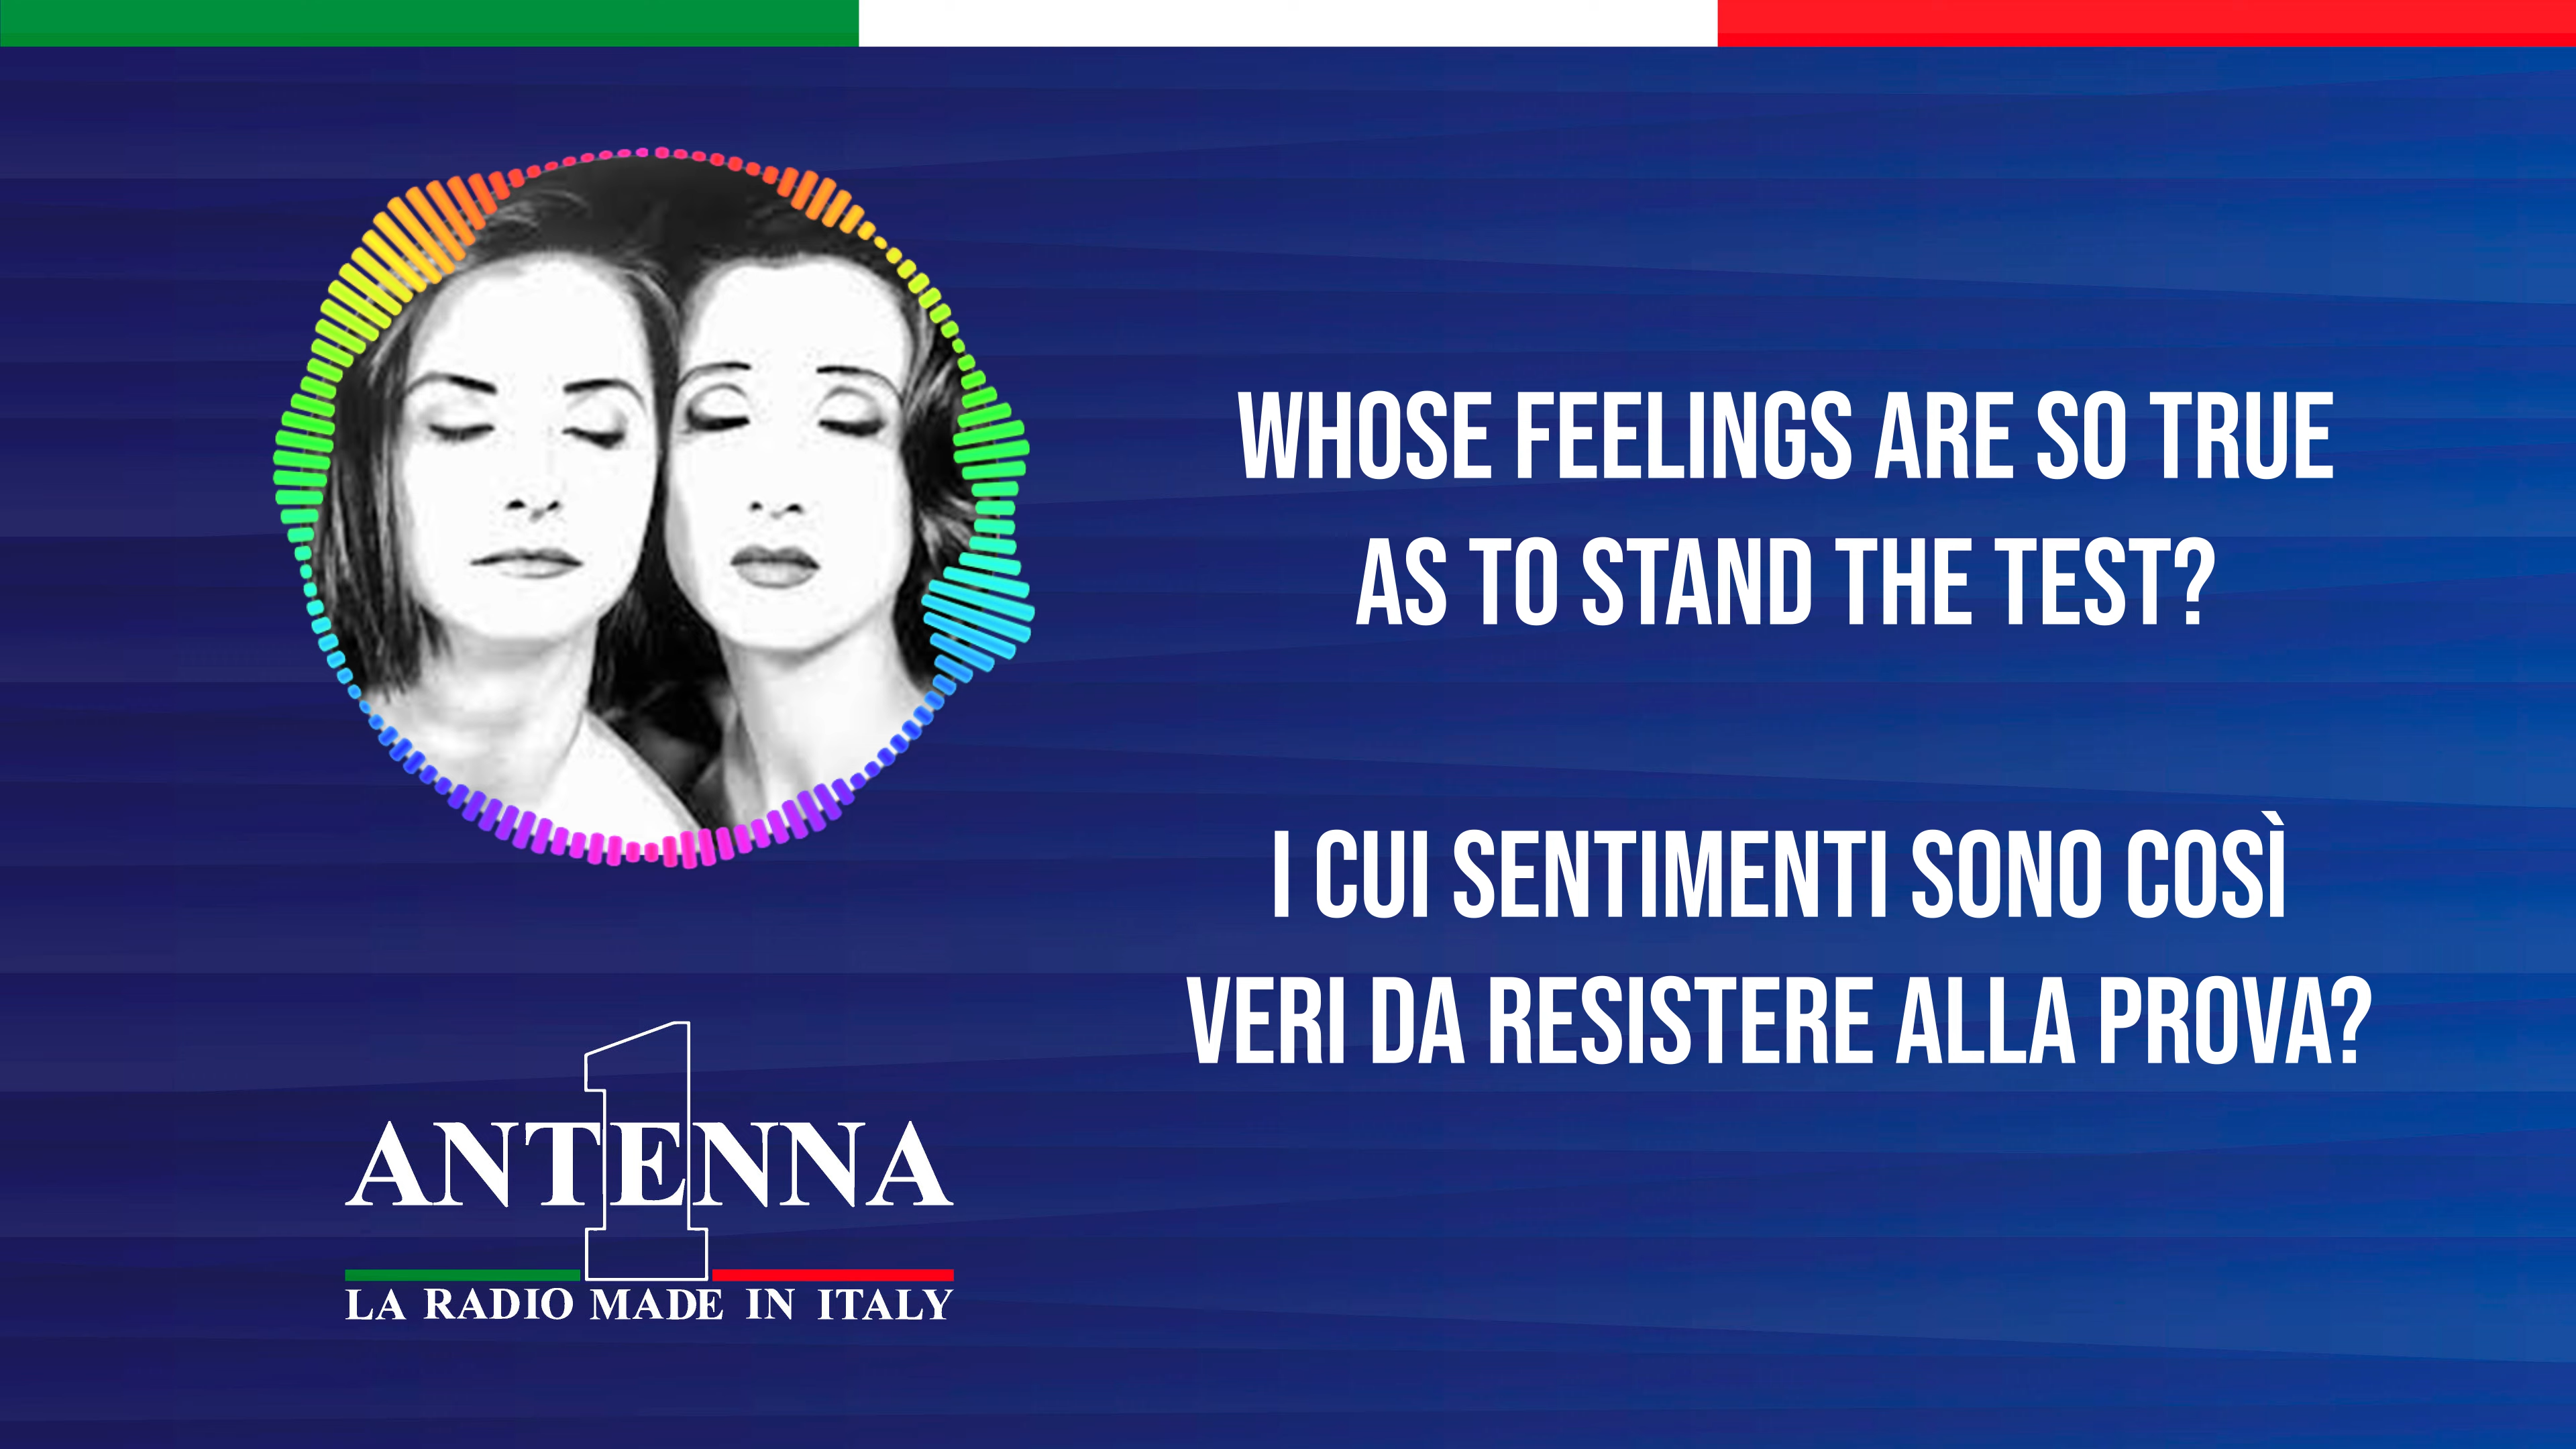 WHOSE FEELINGS ARE SO TRUE
AS TO STAND THE TEST?
I CUI SENTIMENTI SONO COSÌ
VERI DA RESISTERE ALLA PROVA?
1
ANTENNA
LA RADIO MADE IN ITALY